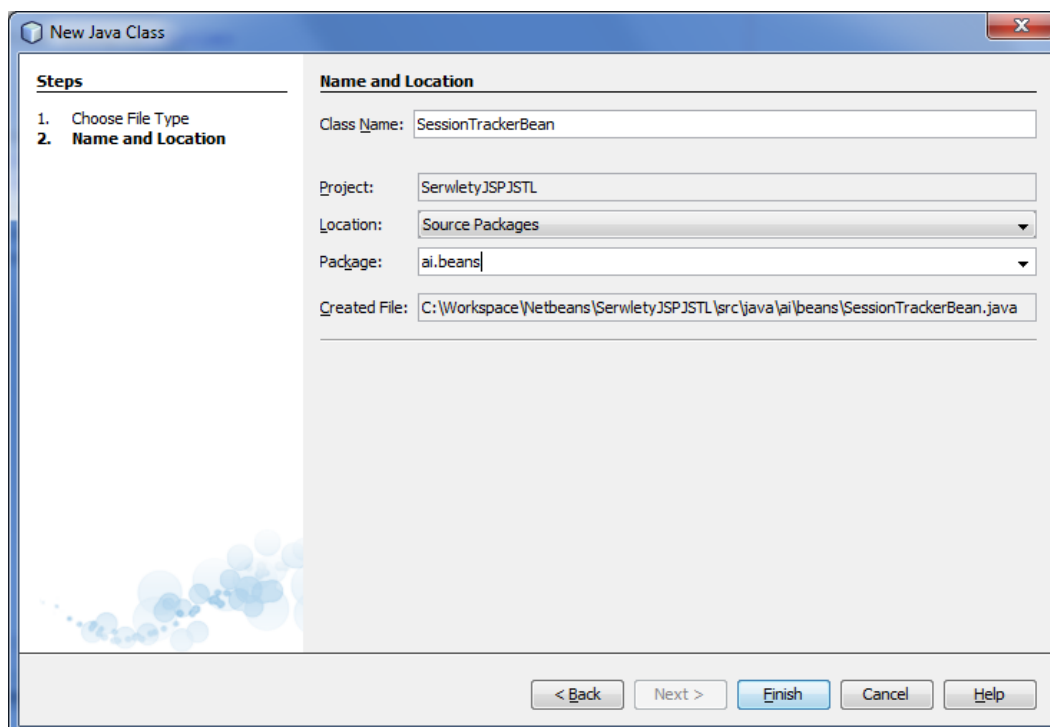 New Java Class
Steps
1. Choose File Type
2. Name and Location
Name and Location
Class Name: SessionTrackerBean
Project: SerwletyJSPJSTL
Location: Source Packages
Package: ai.beans
Created File: C:\Workspace\Netbeans\SerwletyJSPJSTL\src\java\ai\beans\SessionTrackerBean.java
< Back Next > Finish Cancel Help